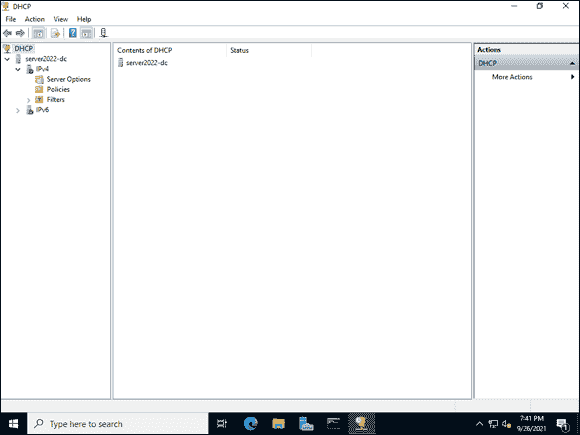 DHCP
File Action View Help
DHCP
server2022-dc
IPv4
Server Options
Policies
Filters
IPv6
Contents of DHCP Status
server2022-dc
Actions
DHCP
More Actions
Type here to search
7:41 PM
9/26/2021
1